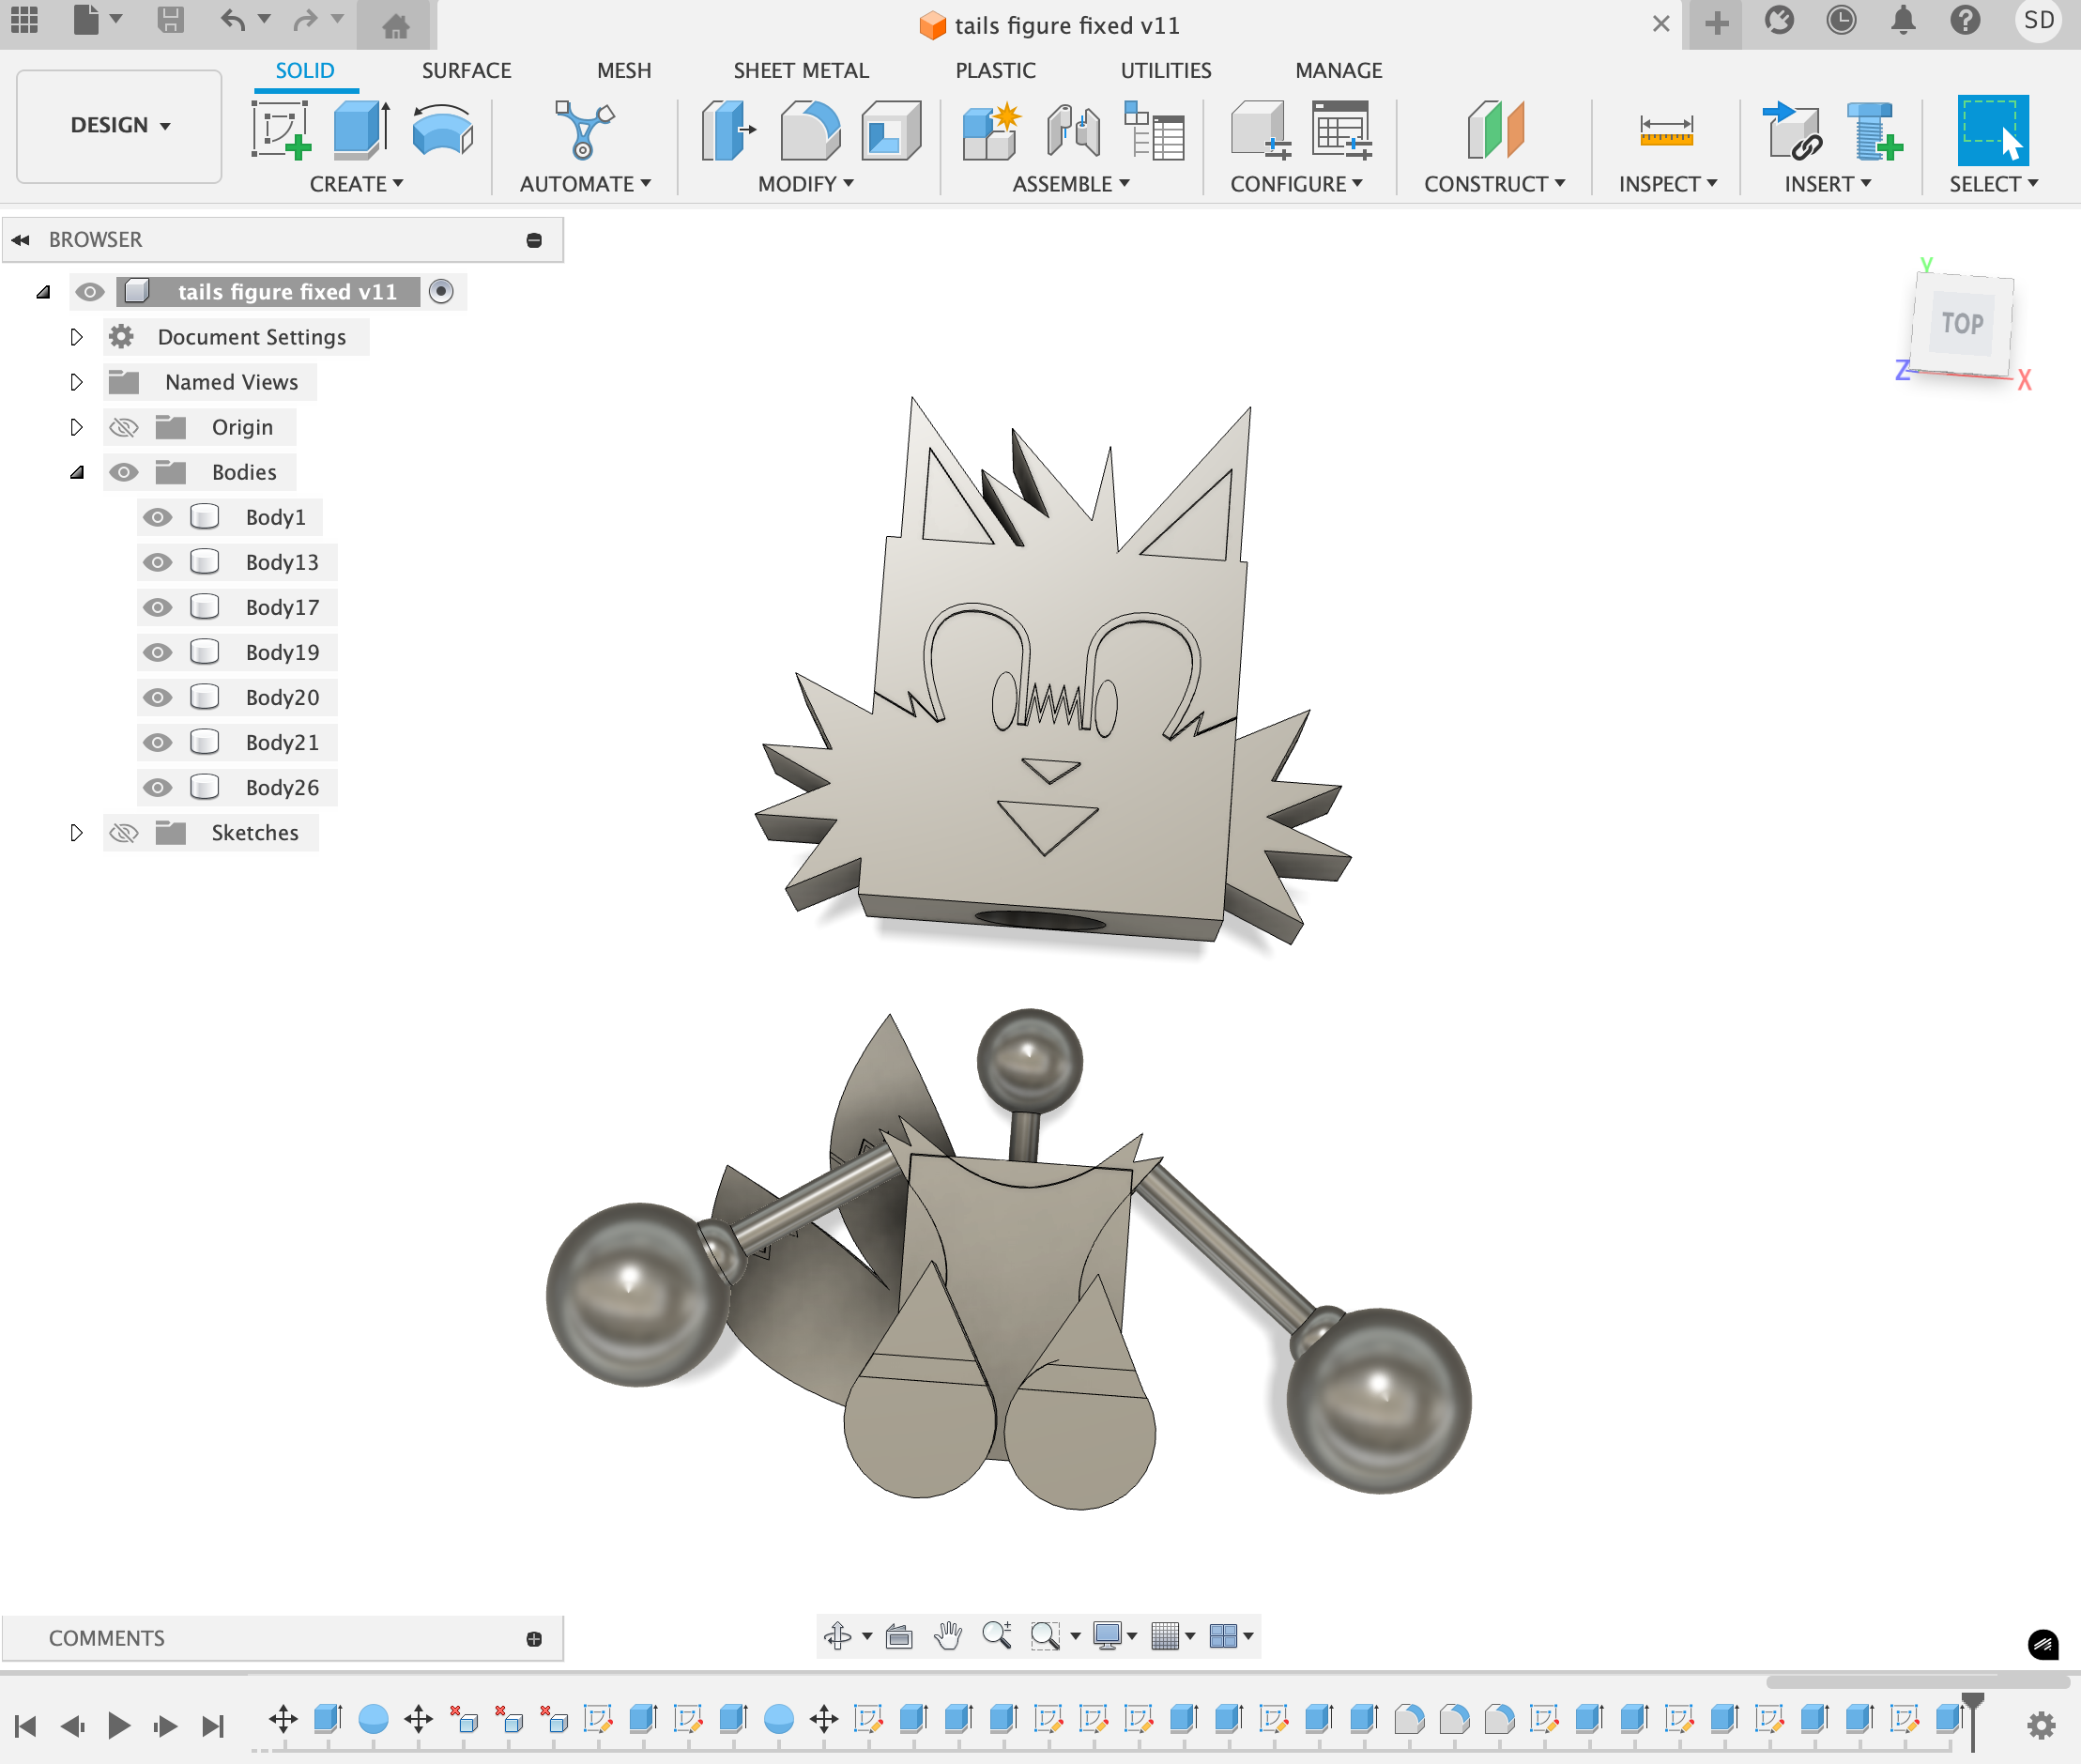 tails figure fixed v11
SD
SOLID SURFACE MESH SHEET METAL PLASTIC UTILITIES MANAGE
DESIGN
CREATE AUTOMATE MODIFY ASSEMBLE CONFIGURE CONSTRUCT INSPECT INSERT SELECT
BROWSER
tails figure fixed v11
Document Settings
Named Views
Origin
Bodies
Body1
Body13
Body17
Body19
Body20
Body21
Body26
Sketches
Y
TOP
Z
X
COMMENTS